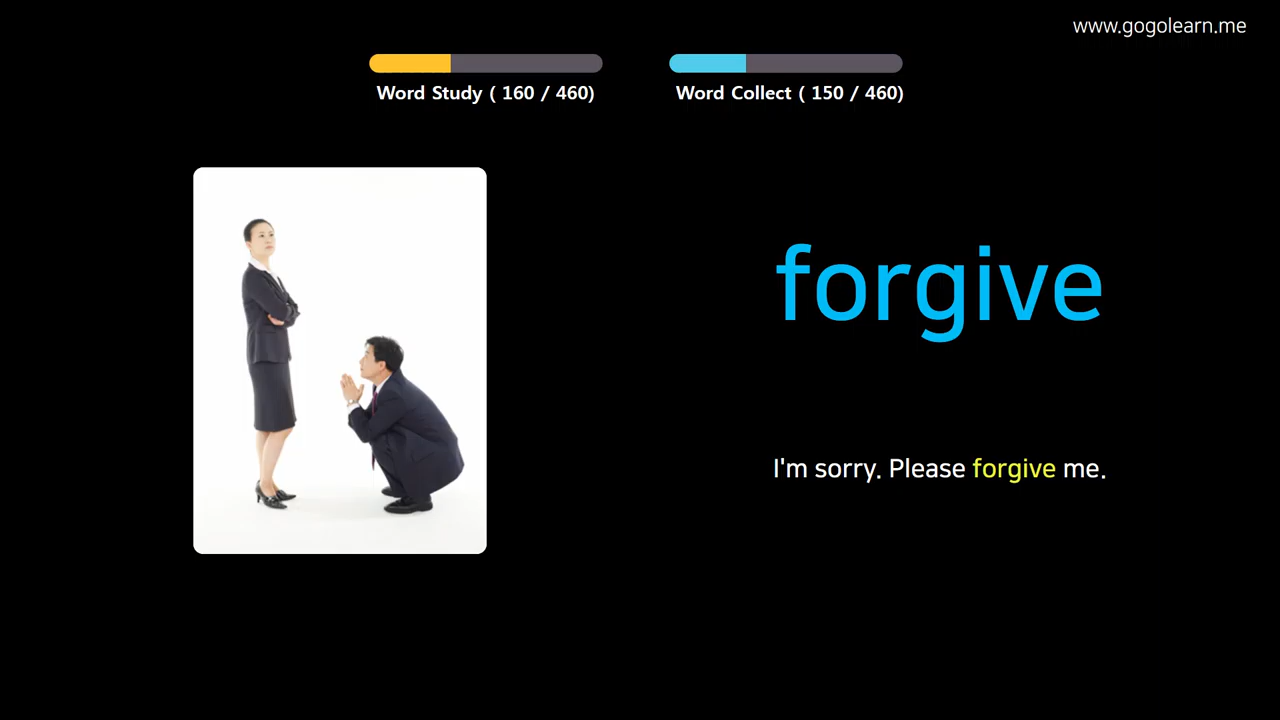 www.gogolearn.me
Word Study ( 160 / 460)
Word Collect ( 150 / 460)
forgive
I'm sorry. Please forgive me.